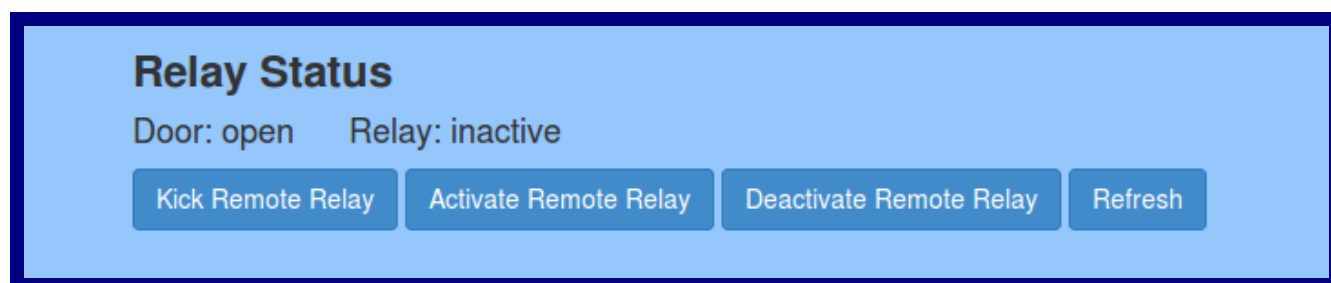 Relay Status
Door: open Relay: inactive
Kick Remote Relay Activate Remote Relay Deactivate Remote Relay Refresh